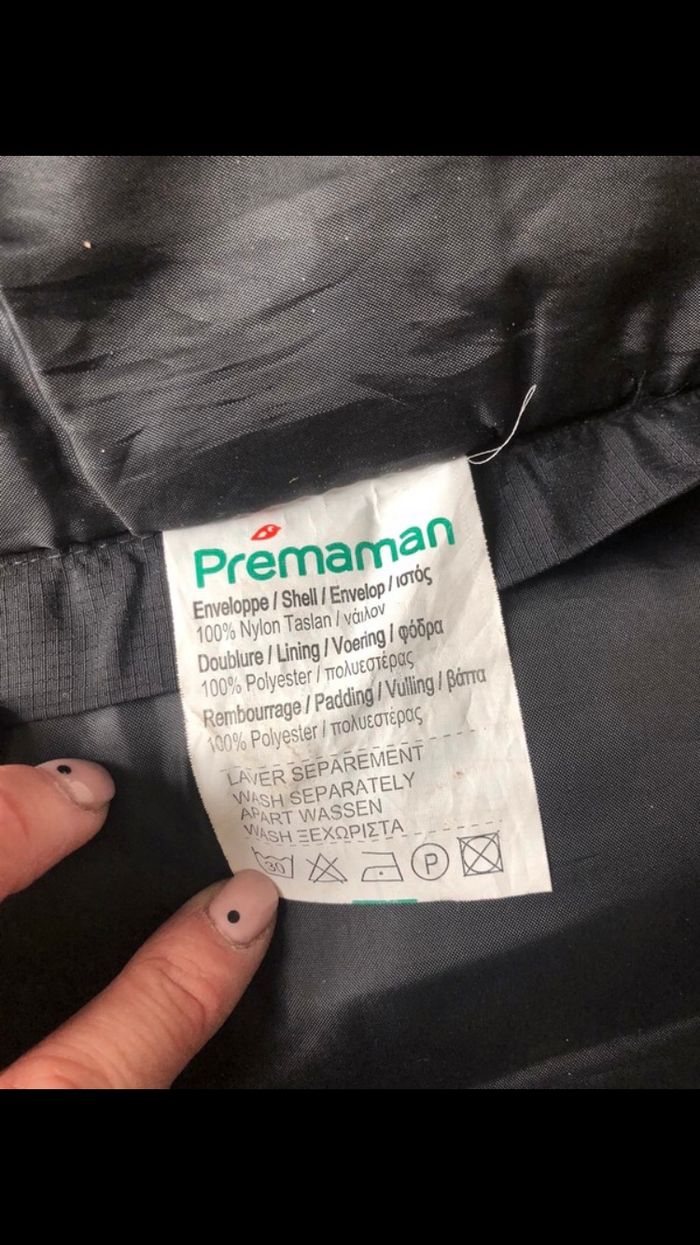 Premaman
Enveloppe / Shell / Envelop / ιστός
100% Nylon Taslan / νάιλον
Doublure / Lining / Voering / φόδρα
100% Polyester / πολυεστέρας
Rembourrage / Padding / Vulling / βάττα
100% Polyester / πολυεστέρας
LAVER SEPAREMENT
WASH SEPARATELY
APART WASSEN
WASH ΞΕΧΩΡΙΣΤΑ
30 P